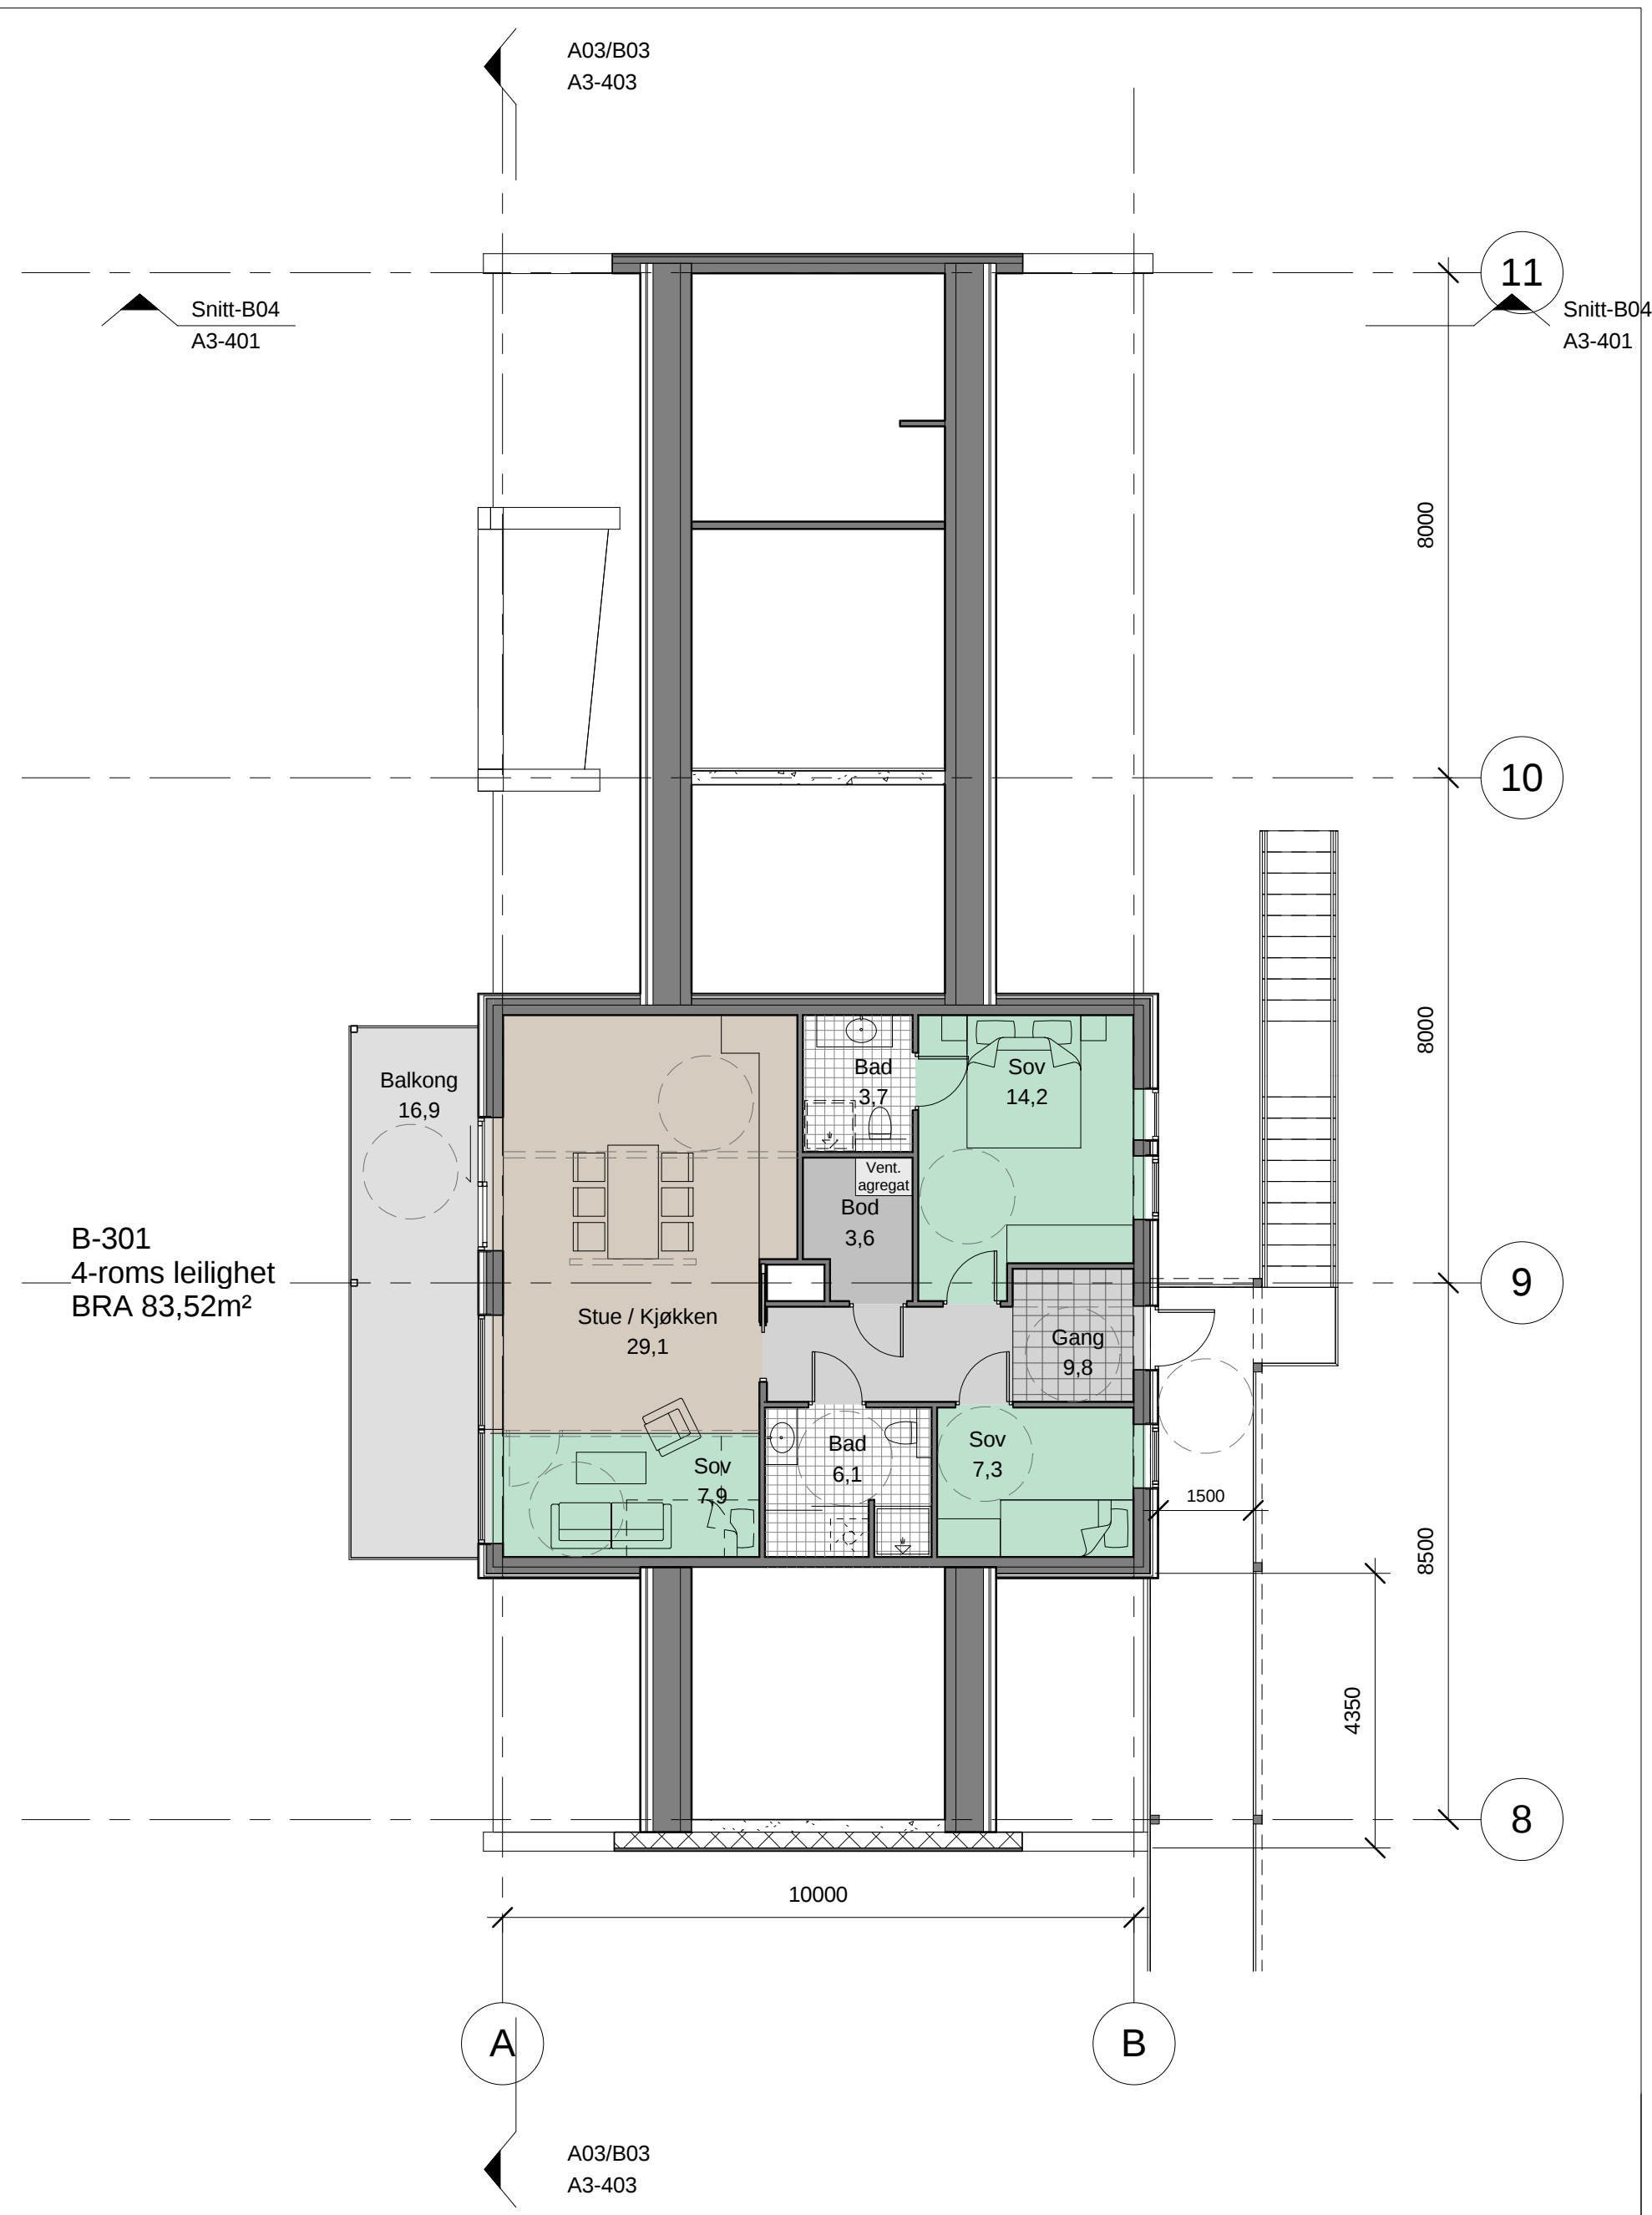 A03/B03
A3-403
11
Snitt-B04
A3-401
Snitt-B04
A3-401
8000
10
8000
Balkong
16,9
Bad
3,7
Sov
14,2
Vent.
agregat
Bod
3,6
B-301
4-roms leilighet
BRA 83,52m²
9
Stue / Kjøkken
29,1
Gang
9,8
Sov
7,9
Bad
6,1
Sov
7,3
1500
8500
4350
8
10000
A
B
A03/B03
A3-403